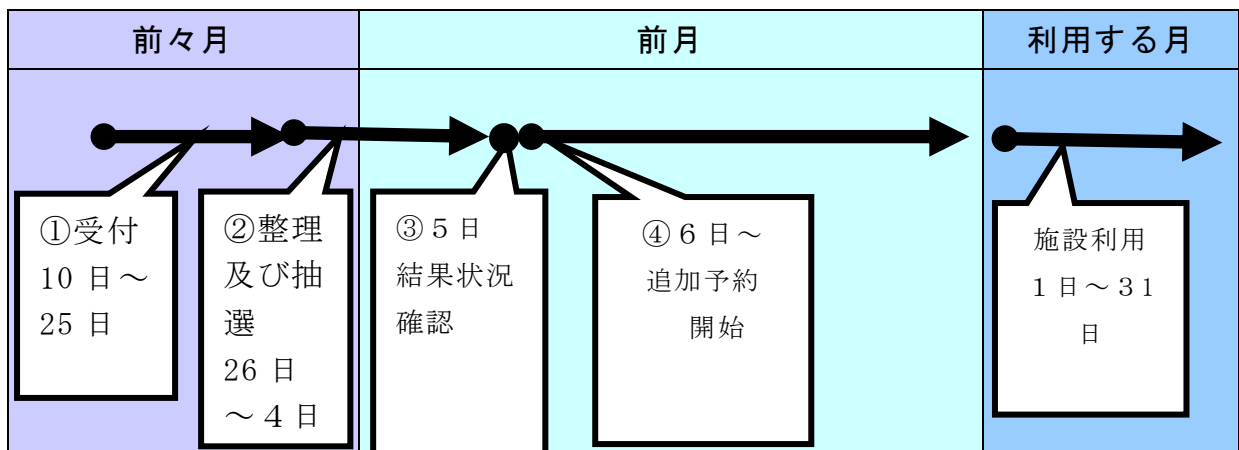 前々月
前月
利用する月
①受付
10 日～
25 日
②整理
及び抽
選
26 日
～４日
③５日
結果状況
確認
④６日～
追加予約
開始
施設利用
１日～３１
日